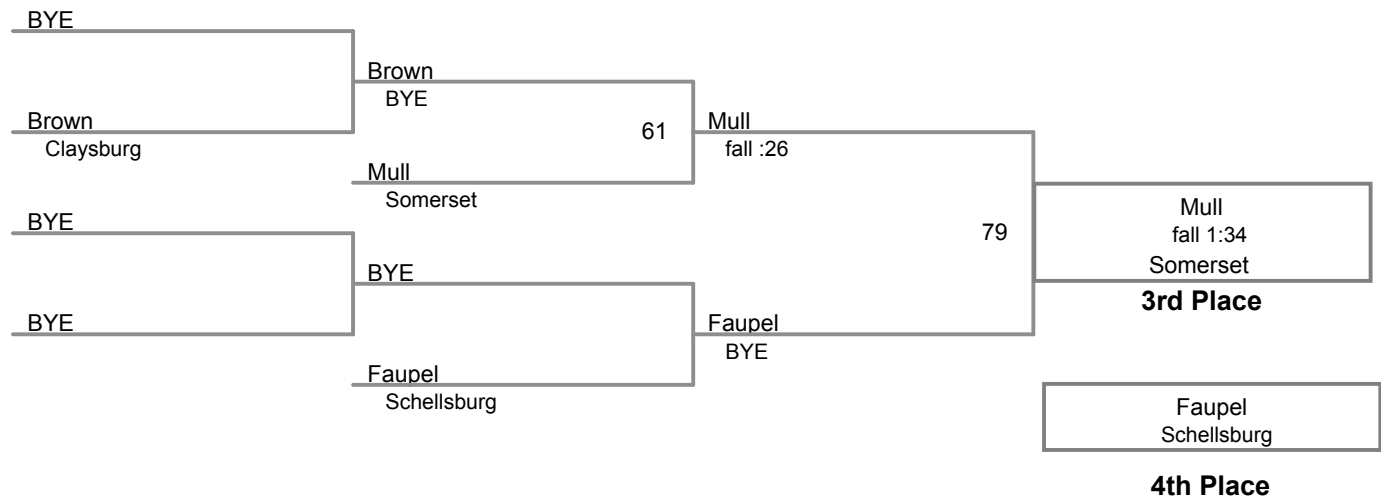 BYE
Brown
BYE
Brown
Claysburg
61
Mull
fall :26
Mull
Somerset
BYE
79
Mull
fall 1:34
Somerset
3rd Place
BYE
BYE
Faupel
BYE
Faupel
Schellsburg
Faupel
Schellsburg
4th Place